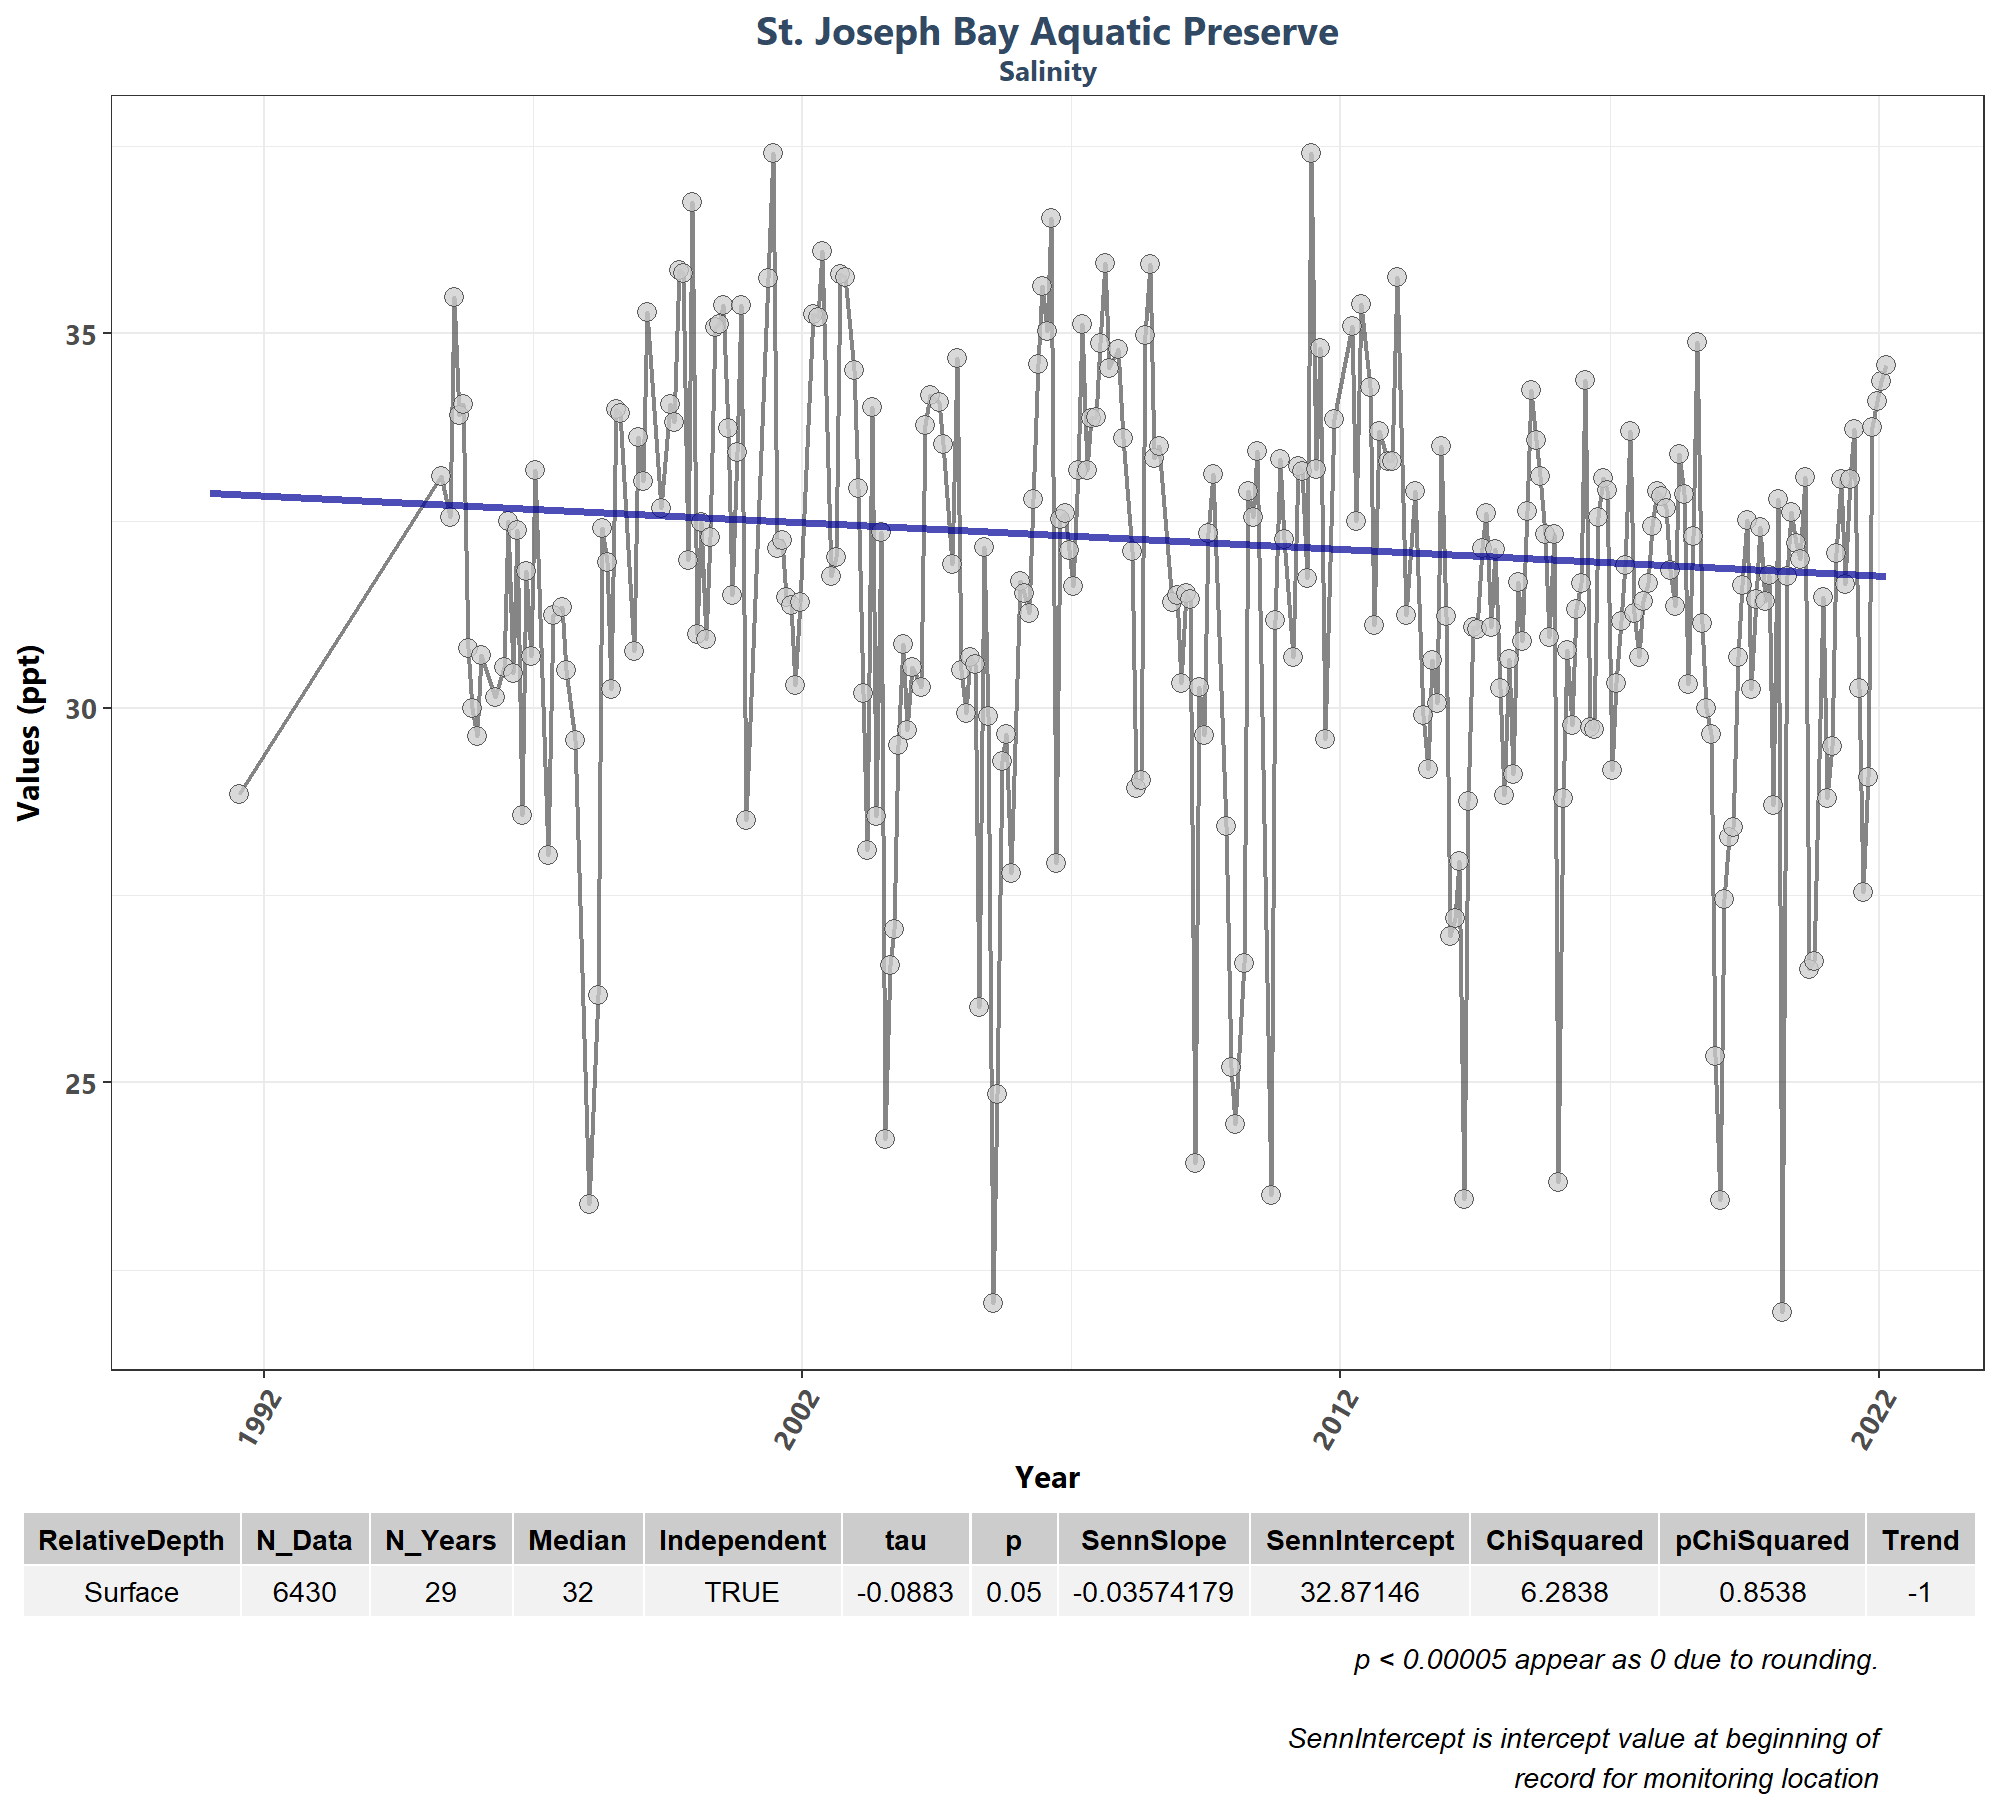 St. Joseph Bay Aquatic Preserve
Salinity
Values (ppt)
35
30
25
1992 2002 2012 2022
Year
RelativeDepth N_Data N_Years Median Independent tau p SennSlope SennIntercept ChiSquared pChiSquared Trend
Surface 6430 29 32 TRUE -0.0883 0.05 -0.03574179 32.87146 6.2838 0.8538 -1
p < 0.00005 appear as 0 due to rounding.
SennIntercept is intercept value at beginning of
record for monitoring location